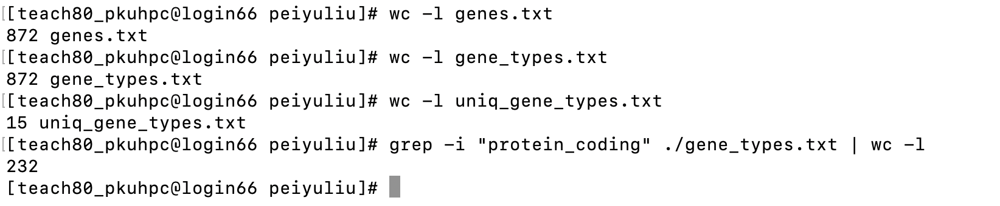 [teach80_pkuhpc@login66 peiyuliu]# wc -l genes.txt
872 genes.txt
[teach80_pkuhpc@login66 peiyuliu]# wc -l gene_types.txt
872 gene_types.txt
[teach80_pkuhpc@login66 peiyuliu]# wc -l uniq_gene_types.txt
15 uniq_gene_types.txt
[teach80_pkuhpc@login66 peiyuliu]# grep -i "protein_coding" ./gene_types.txt | wc -l
232
[teach80_pkuhpc@login66 peiyuliu]#